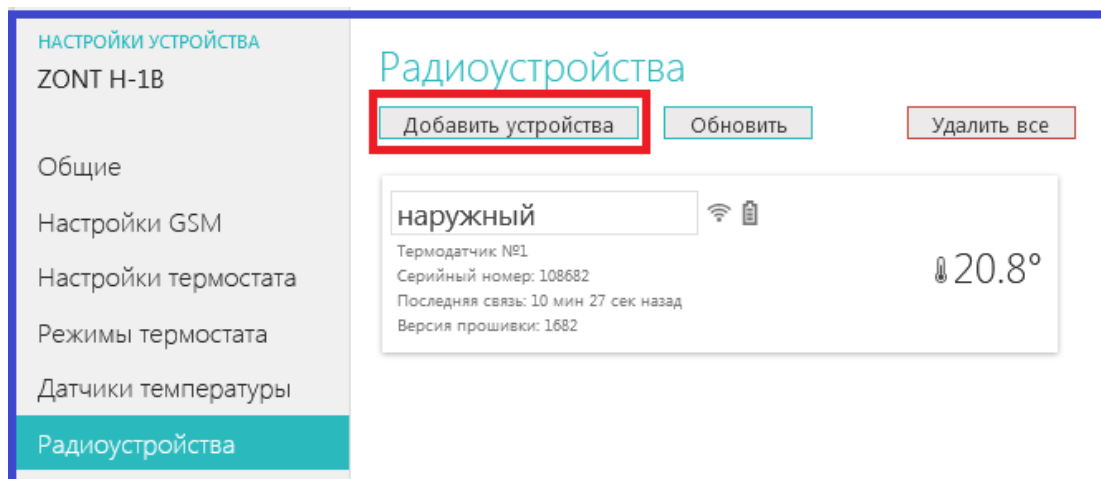 НАСТРОЙКИ УСТРОЙСТВА
ZONT H-1B
Общие
Настройки GSM
Настройки термостата
Режимы термостата
Датчики температуры
Радиоустройства
Радиоустройства
Добавить устройства Обновить Удалить все
наружный
Термодатчик №1
Серийный номер: 108682
Последняя связь: 10 мин 27 сек назад
Версия прошивки: 1682
20.8°